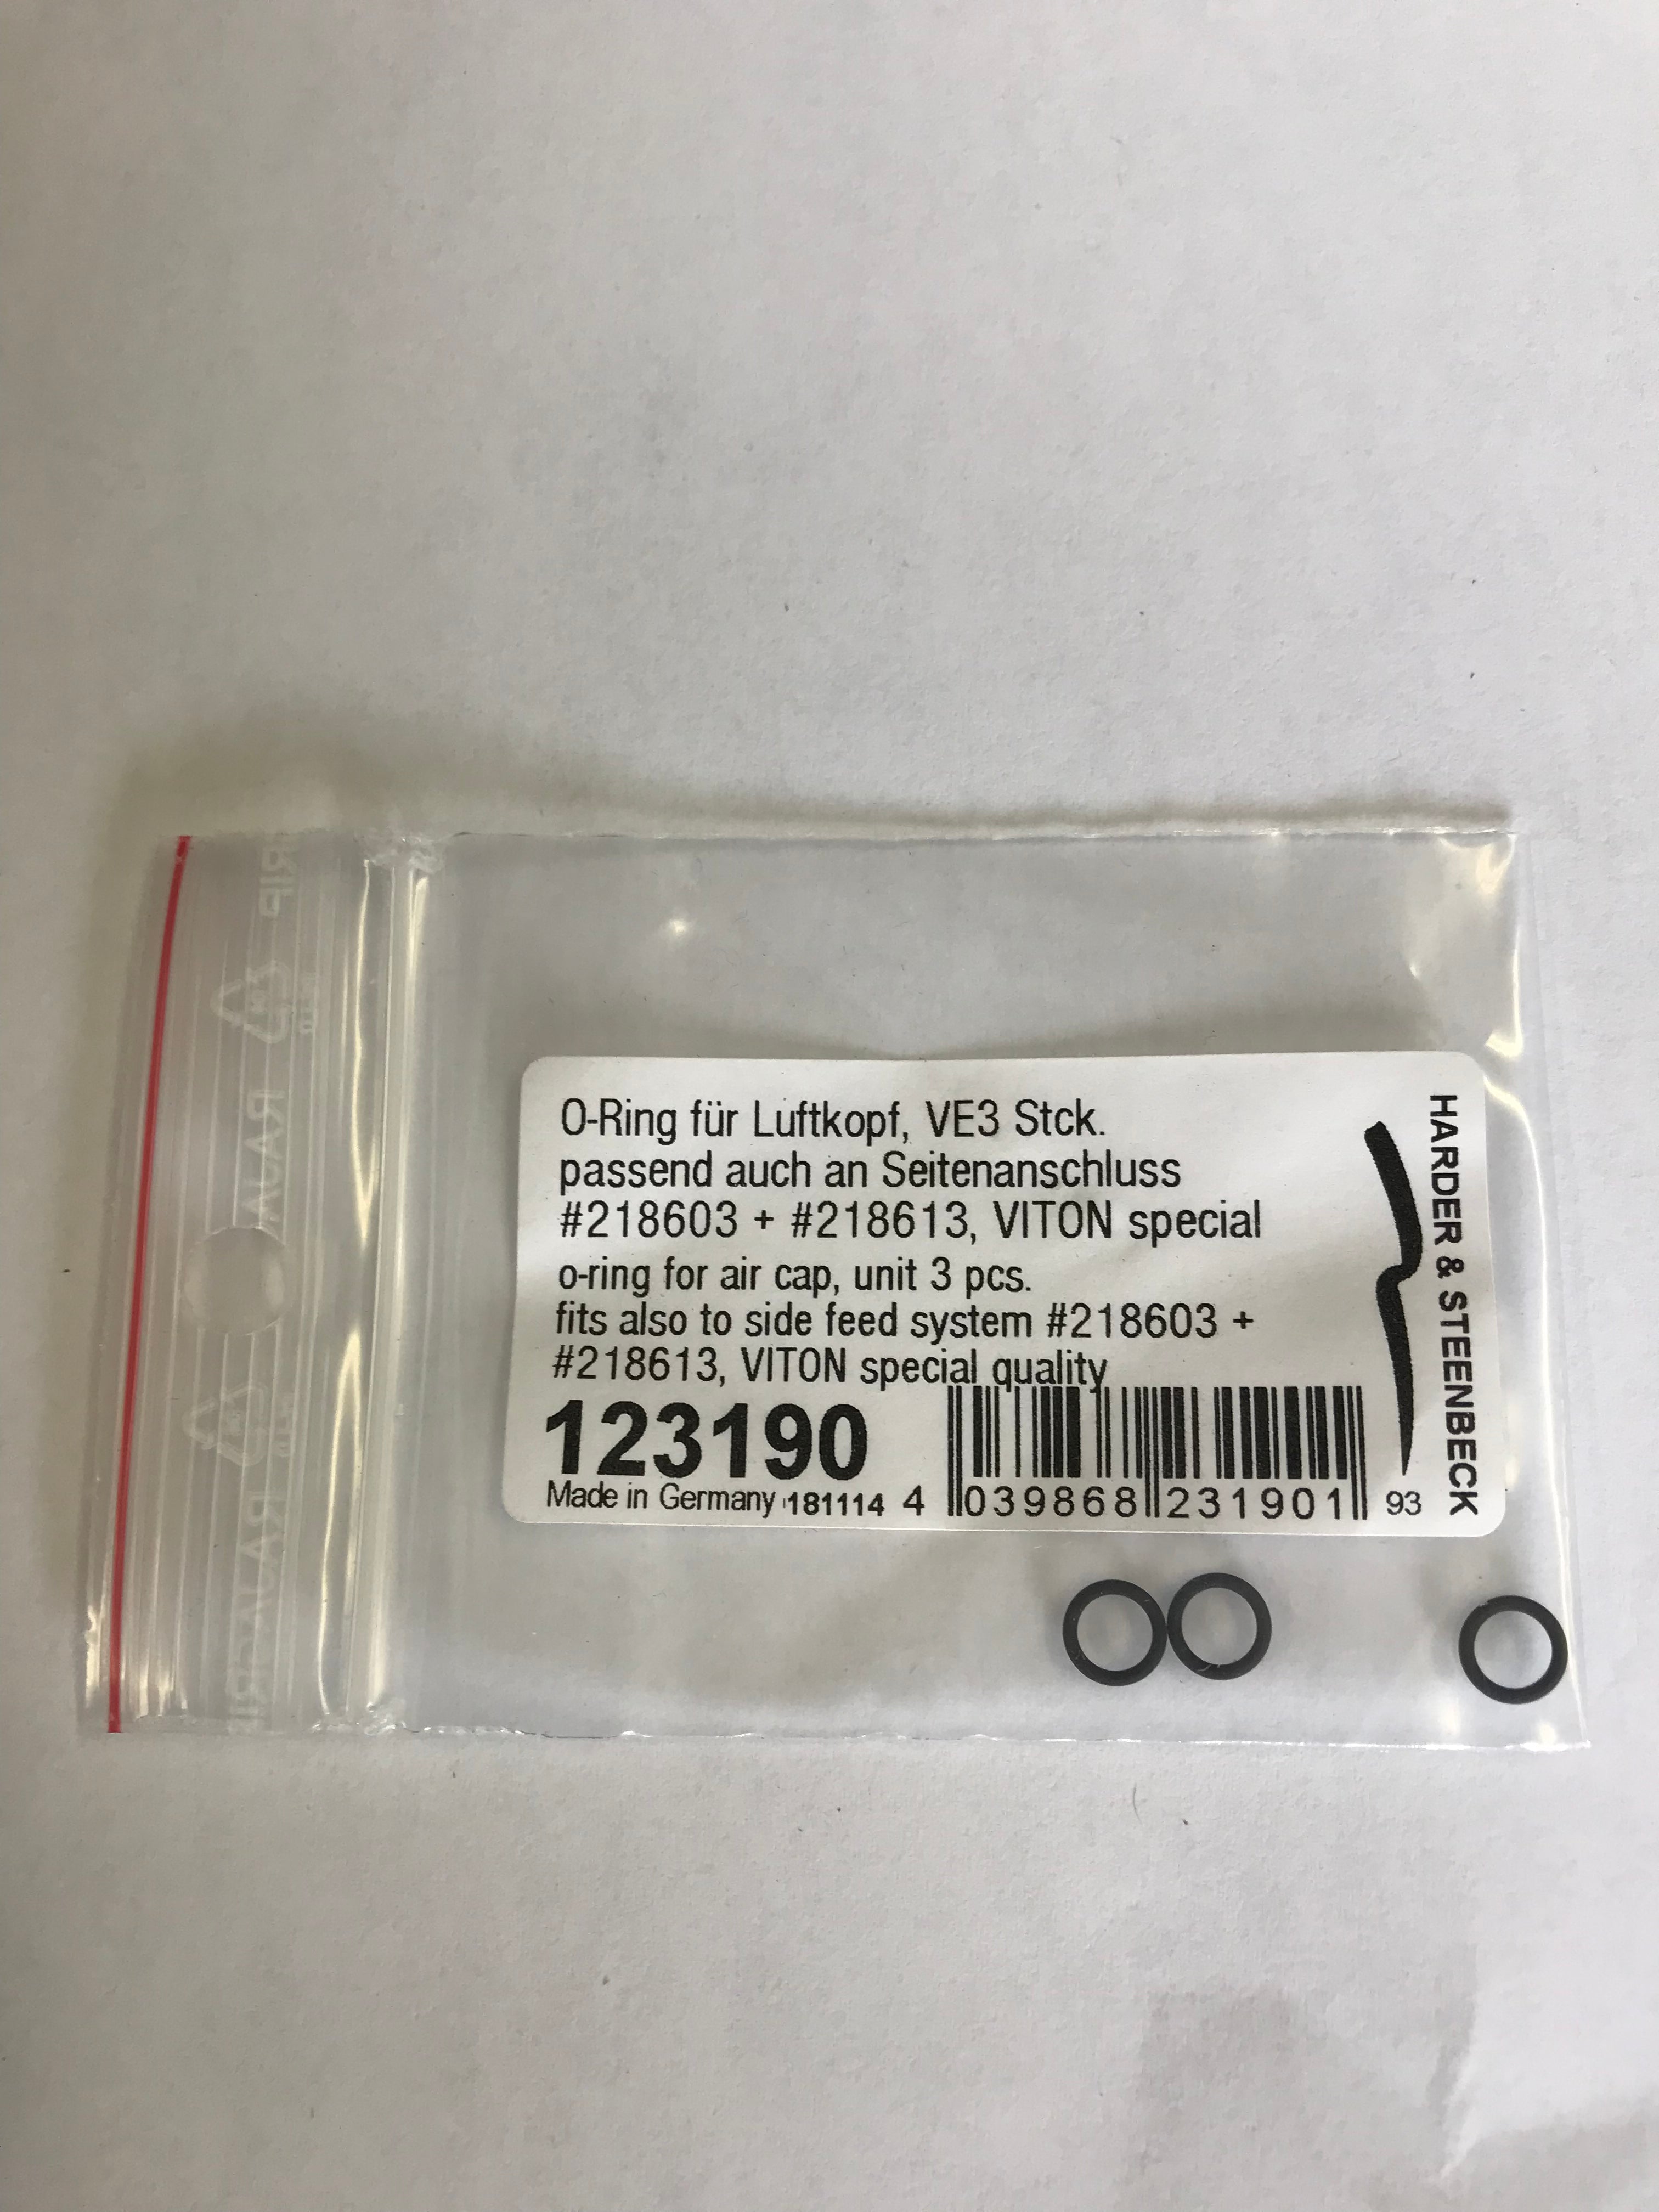 O-Ring für Luftkopf, VE3 Stck.
passend auch an Seitenanschluss
#218603 + #218613, VITON special
o-ring for air cap, unit 3 pcs.
fits also to side feed system #218603 +
#218613, VITON special quality
123190
Made in Germany 181114
4 039868 231901
93
HARDER & STEENBECK